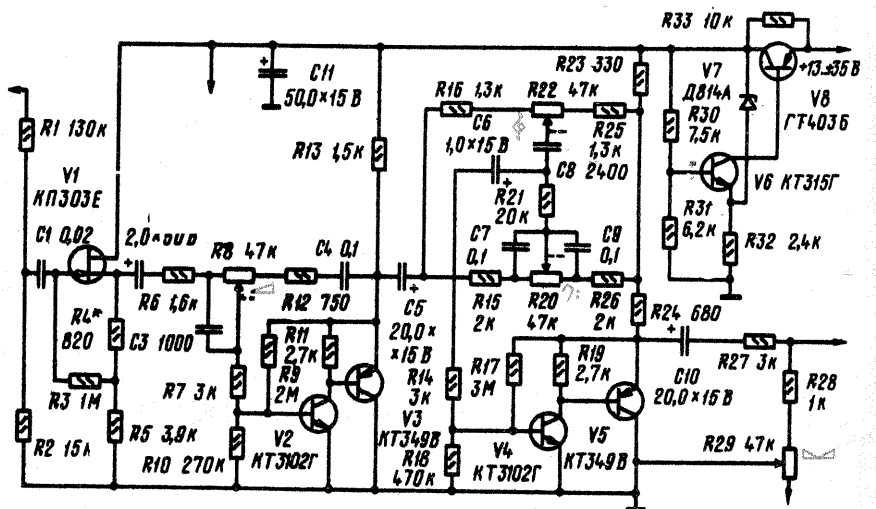 R33 10к
R23 330
V7
Д814А
+13...+35 В
C11
50,0×15 В
R16 1,3к
R22 47к
V8
ГТ403Б
R1 130к
C6
1,0×15 В
R25
1,3к
R30
7,5к
R13 1,5к
C8 2400
V1
КП303Е
R21
20к
V6 КТ315Г
C1 0,02
R8 47к
C4 0,1
C7
0,1
C9
0,1
R31
6,2к
R32 2,4к
R6 1,6к
R12 750
C5
20,0×
×15 В
R15
2к
R20
47к
R26
2к
R24 680
R4*
820
C3 1000
R11
2,7к
R9
2М
R7 3к
R14
3к
R17
3М
R19
2,7к
C10
20,0×15 В
R27 3к
R28
1к
R3 1М
V3
КТ349В
R2 15к
R5 3,9к
V2
КТ3102Г
R10 270к
R18
470к
V4
КТ3102Г
V5
КТ349В
R29 47к